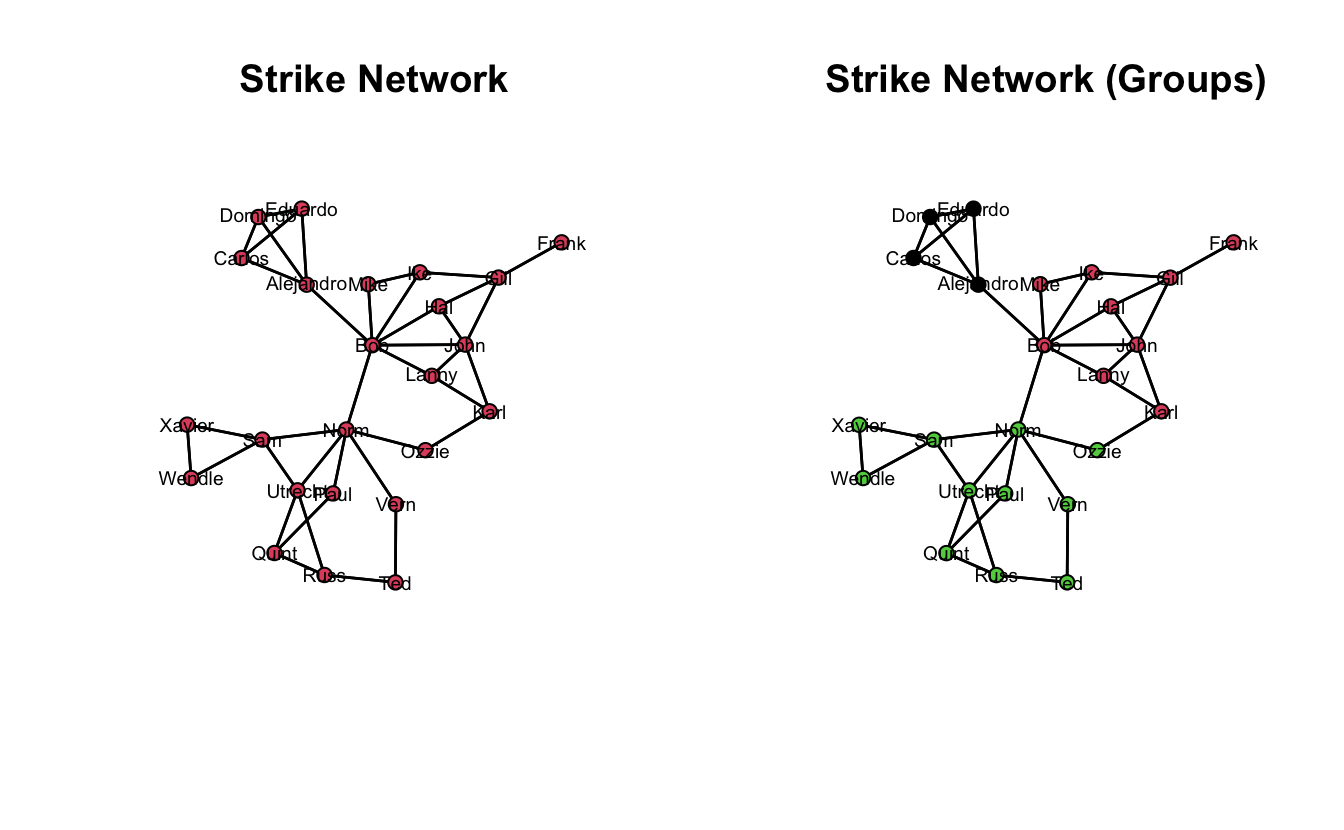 Strike Network
Domingo
Eduardo
Frank
Carlos
Alejandro
Mike
Ike
Gill
Hal
Bob
John
Lanny
Karl
Xavier
Sam
Norm
Ozzie
Wendle
Utrecht
Paul
Vern
Quint
Russ
Ted
Strike Network (Groups)
Domingo
Eduardo
Frank
Carlos
Alejandro
Mike
Ike
Gill
Hal
Bob
John
Lanny
Karl
Xavier
Sam
Norm
Ozzie
Wendle
Utrecht
Paul
Vern
Quint
Russ
Ted